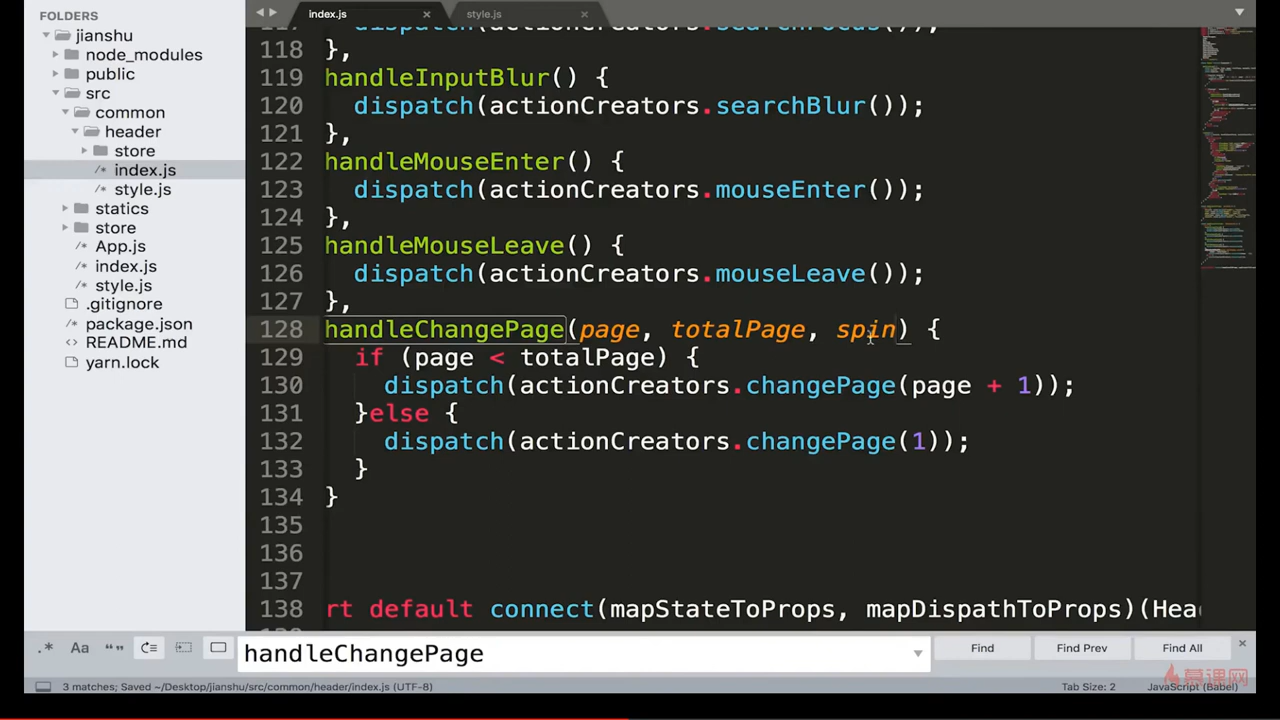 FOLDERS
jianshu
node_modules
public
src
common
header
store
index.js
style.js
statics
store
App.js
index.js
style.js
.gitignore
package.json
README.md
yarn.lock
index.js
style.js
118 },
119 handleInputBlur() {
120 dispatch(actionCreators.searchBlur());
121 },
122 handleMouseEnter() {
123 dispatch(actionCreators.mouseEnter());
124 },
125 handleMouseLeave() {
126 dispatch(actionCreators.mouseLeave());
127 },
128 handleChangePage(page, totalPage, spin) {
129 if (page < totalPage) {
130 dispatch(actionCreators.changePage(page + 1));
131 }else {
132 dispatch(actionCreators.changePage(1));
133 }
134 }
135
136
137
138 rt default connect(mapStateToProps, mapDispathToProps)(Hea
.* Aa “” handleChangePage Find Find Prev Find All
慕课网
3 matches; Saved ~/Desktop/jianshu/src/common/header/index.js (UTF-8) Tab Size: 2 JavaScript (Babel)